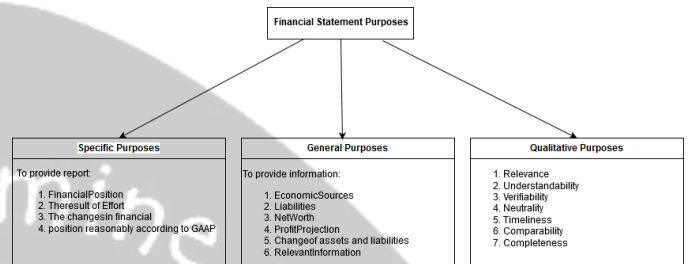 Financial Statement Purposes
Specific Purposes
To provide report:
1. FinancialPosition
2. Theresult of Effort
3. The changesin financial
4. position reasonably according to GAAP
General Purposes
To provide information:
1. EconomicSources
2. Liabilities
3. NetWorth
4. ProfitProjection
5. Changeof assets and liabilities
6. RelevantInformation
Qualitative Purposes
1. Relevance
2. Understandability
3. Verifiability
4. Neutrality
5. Timeliness
6. Comparability
7. Completeness